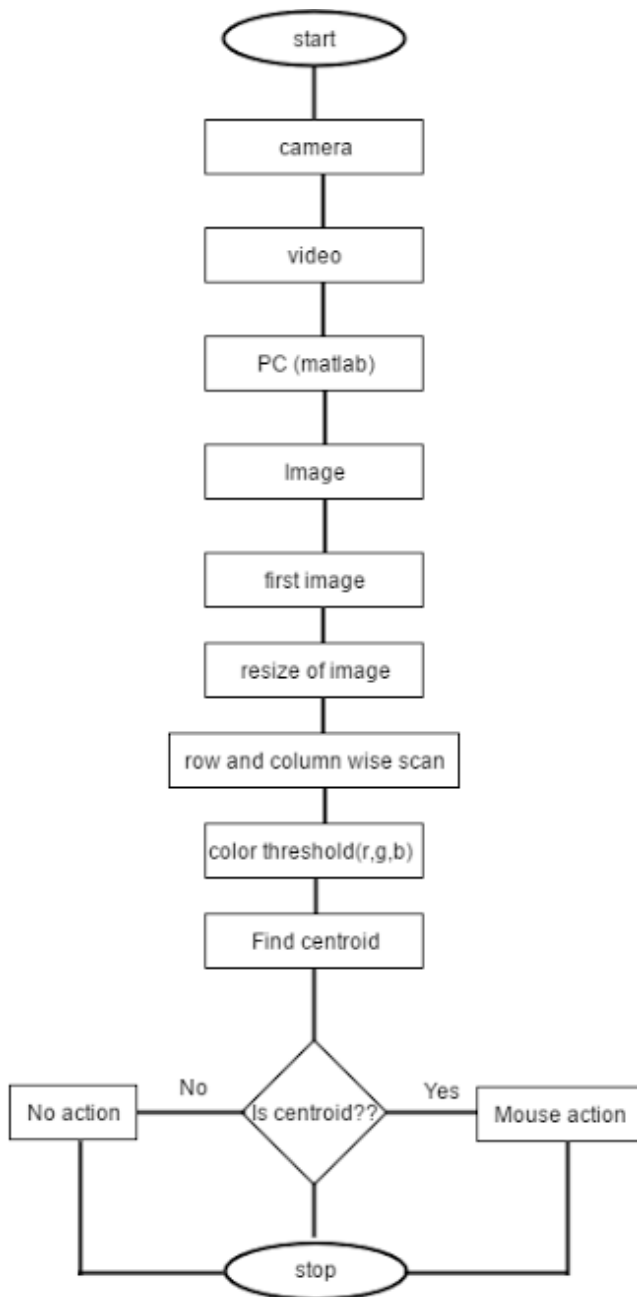 start
camera
video
PC (matlab)
Image
first image
resize of image
row and column wise scan
color threshold(r,g,b)
Find centroid
No
Yes
No action
Is centroid??
Mouse action
stop